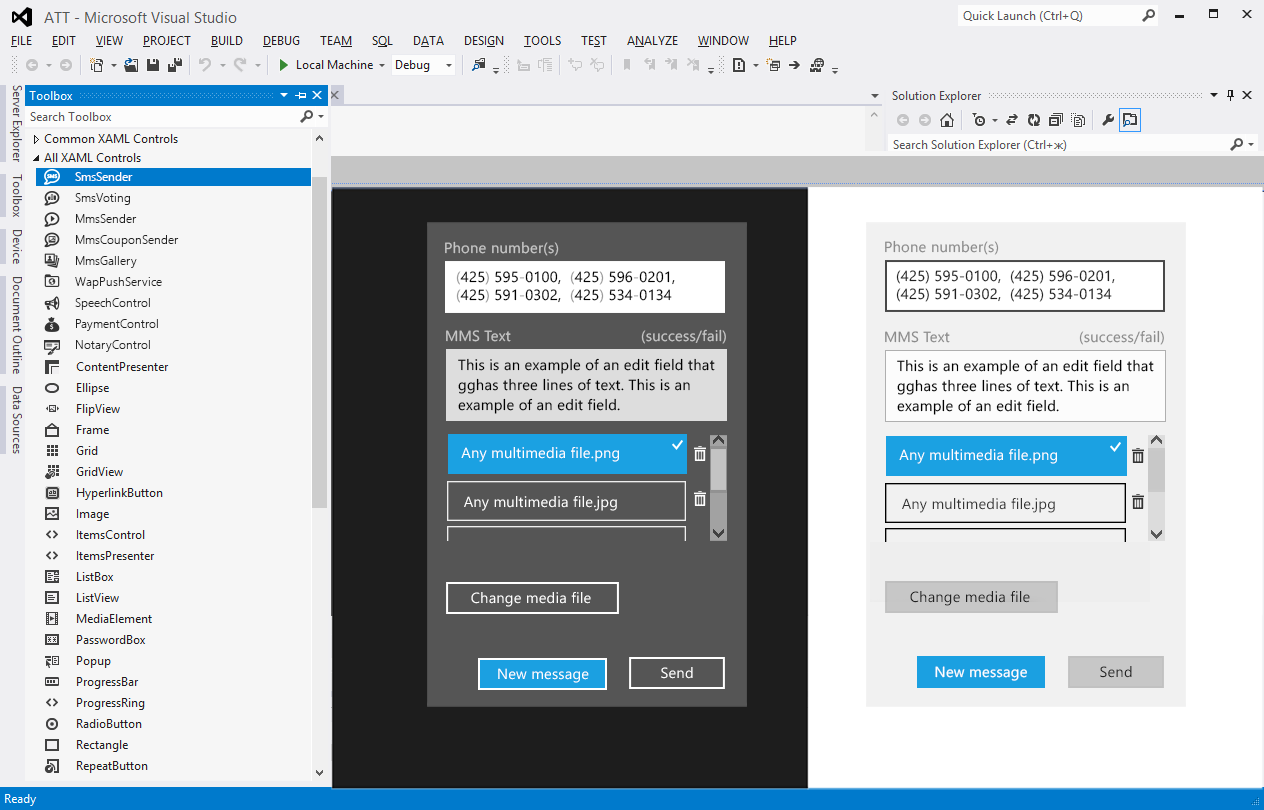 ATT - Microsoft Visual Studio
Quick Launch (Ctrl+Q)
FILE EDIT VIEW PROJECT BUILD DEBUG TEAM SQL DATA DESIGN TOOLS TEST ANALYZE WINDOW HELP
Local Machine Debug
Server Explorer
Toolbox
Device
Document Outline
Data Sources
Toolbox
Search Toolbox
Common XAML Controls
All XAML Controls
SMS SmsSender
SmsVoting
MmsSender
MmsCouponSender
MmsGallery
WapPushService
SpeechControl
PaymentControl
NotaryControl
ContentPresenter
Ellipse
FlipView
Frame
Grid
GridView
HyperlinkButton
Image
ItemsControl
ItemsPresenter
ListBox
ListView
MediaElement
PasswordBox
Popup
ProgressBar
ProgressRing
RadioButton
Rectangle
RepeatButton
Phone number(s)
(425) 595-0100, (425) 596-0201,
(425) 591-0302, (425) 534-0134
MMS Text (success/fail)
This is an example of an edit field that
gghas three lines of text. This is an
example of an edit field.
Any multimedia file.png
Any multimedia file.jpg
Change media file
New message Send
Solution Explorer
Search Solution Explorer (Ctrl+ж)
Phone number(s)
(425) 595-0100, (425) 596-0201,
(425) 591-0302, (425) 534-0134
MMS Text (success/fail)
This is an example of an edit field that
gghas three lines of text. This is an
example of an edit field.
Any multimedia file.png
Any multimedia file.jpg
Change media file
New message Send
Ready